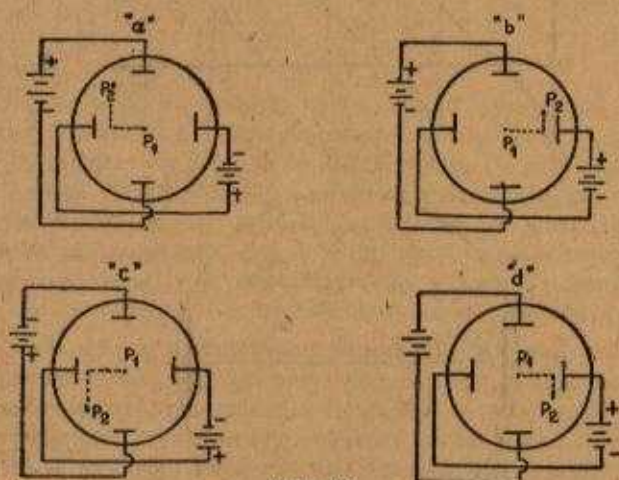 "a"
"b"
+
-
P2
P1
-
+
+
-
P2
P1
+
-
"c"
"d"
-
+
P1
P2
-
+
P1
P2
+
-